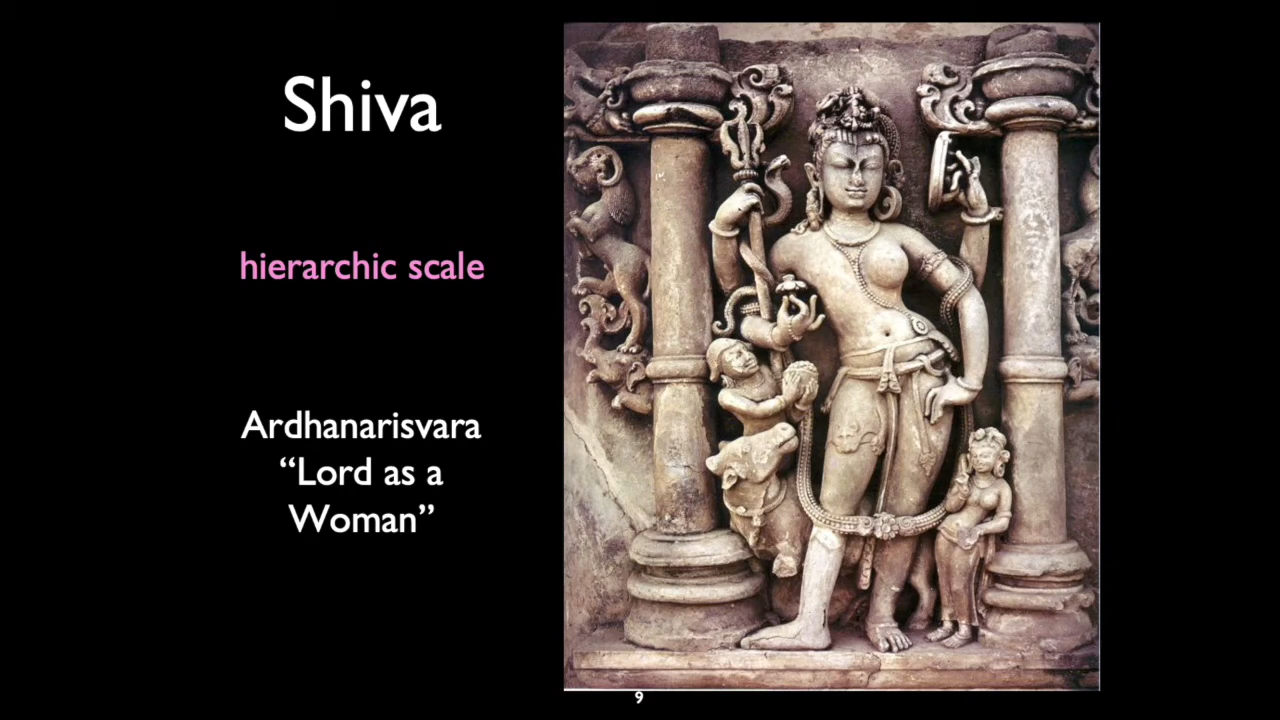 Shiva
hierarchic scale
Ardhanarisvara
“Lord as a
Woman”
9